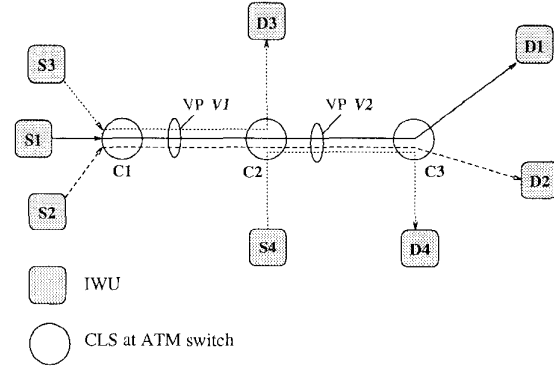 D3
D1
S3
VP V1
VP V2
S1
C1
C2
C3
D2
S2
S4
D4
IWU
CLS at ATM switch